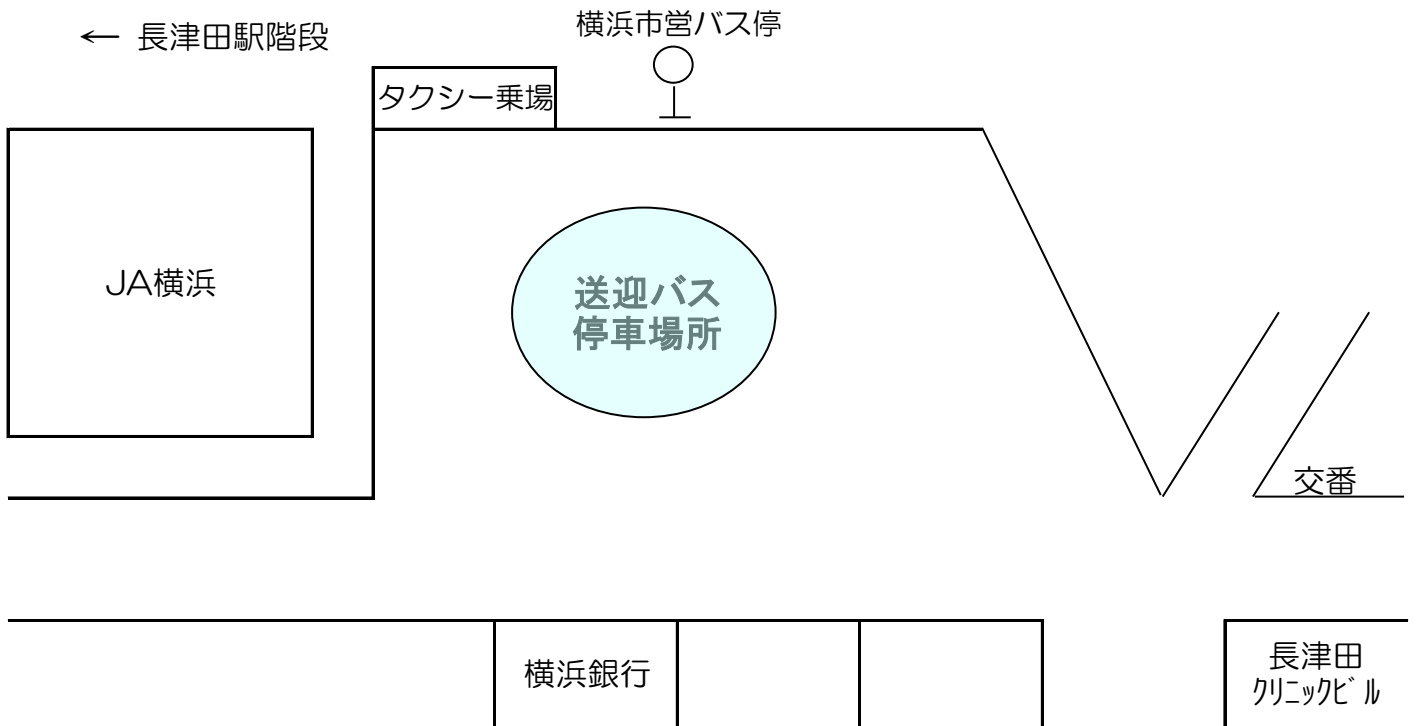 横浜市営バス停
← 長津田駅階段
タクシー乗場
JA横浜
送迎バス
停車場所
交番
横浜銀行
長津田
ｸﾘﾆｯｸﾋﾞﾙ